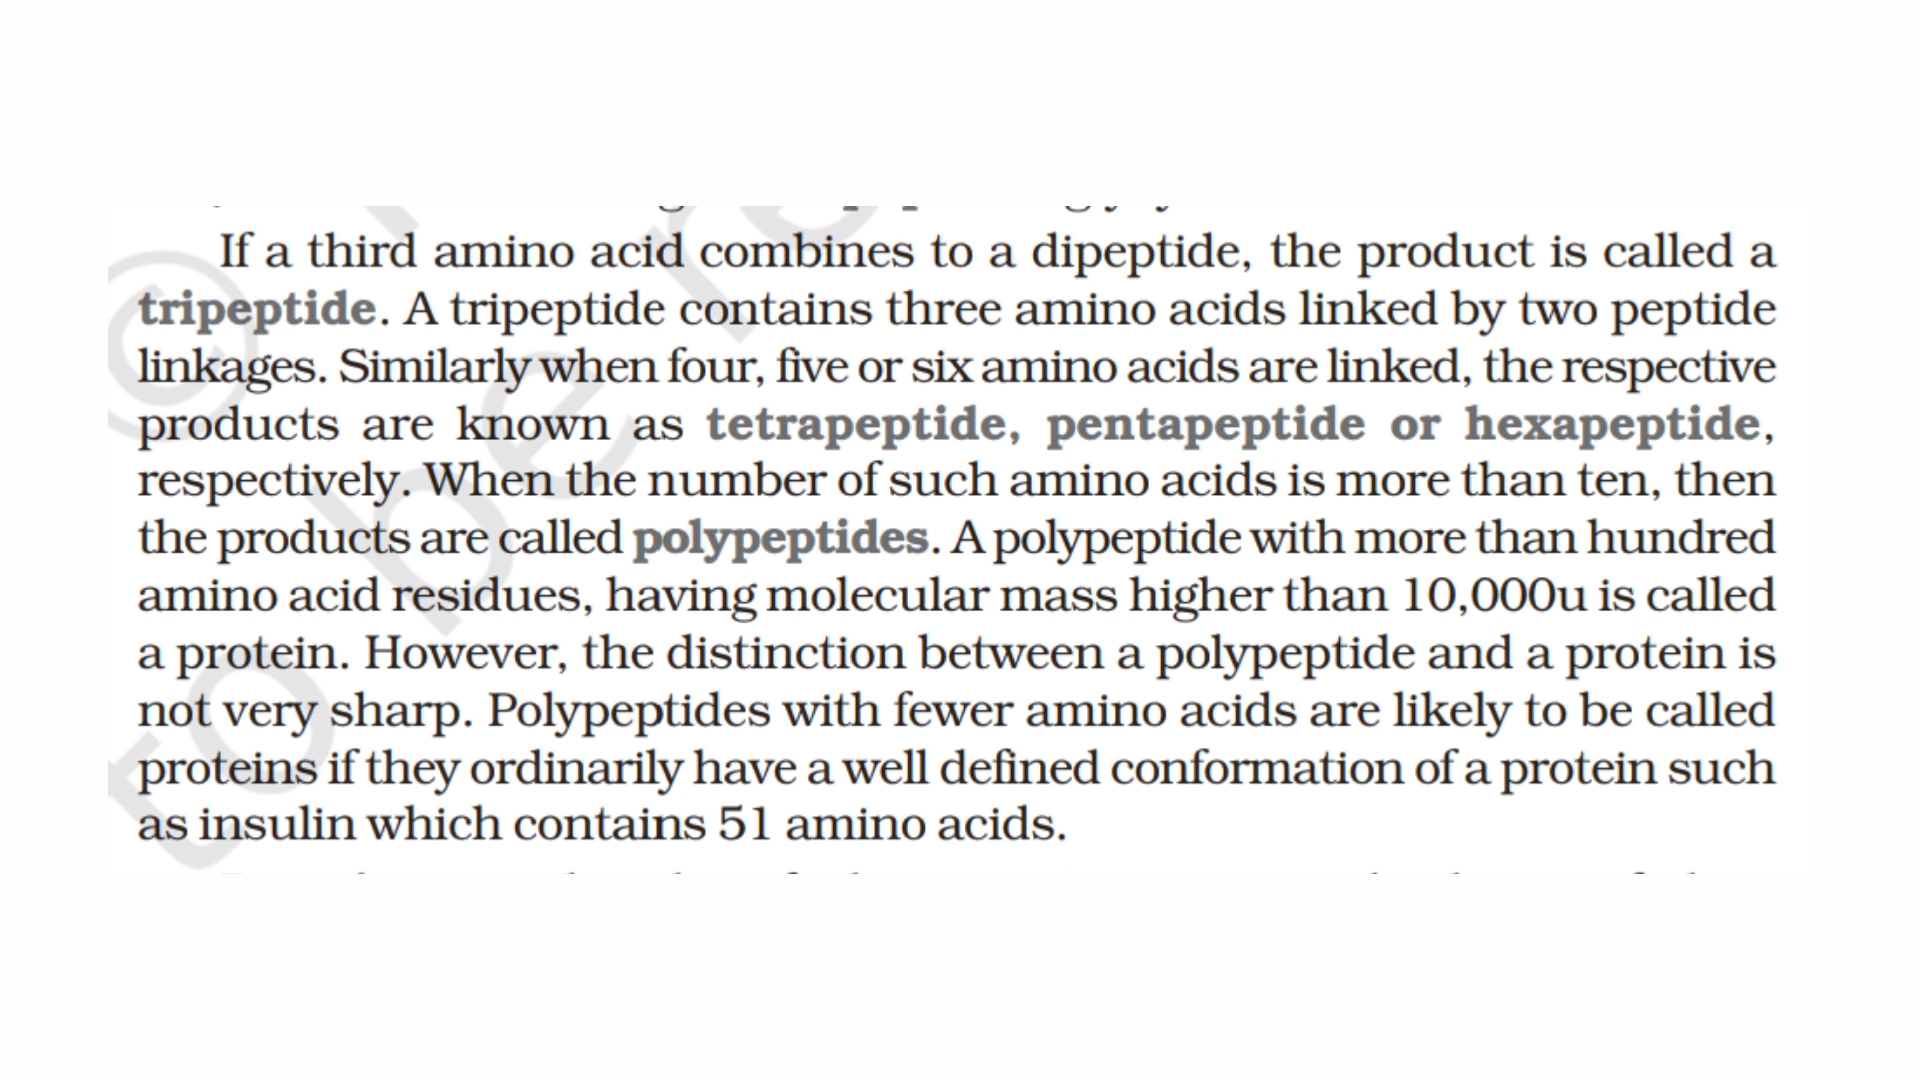 If a third amino acid combines to a dipeptide, the product is called a
tripeptide. A tripeptide contains three amino acids linked by two peptide
linkages. Similarly when four, five or six amino acids are linked, the respective
products are known as tetrapeptide, pentapeptide or hexapeptide,
respectively. When the number of such amino acids is more than ten, then
the products are called polypeptides. A polypeptide with more than hundred
amino acid residues, having molecular mass higher than 10,000u is called
a protein. However, the distinction between a polypeptide and a protein is
not very sharp. Polypeptides with fewer amino acids are likely to be called
proteins if they ordinarily have a well defined conformation of a protein such
as insulin which contains 51 amino acids.
©
to be